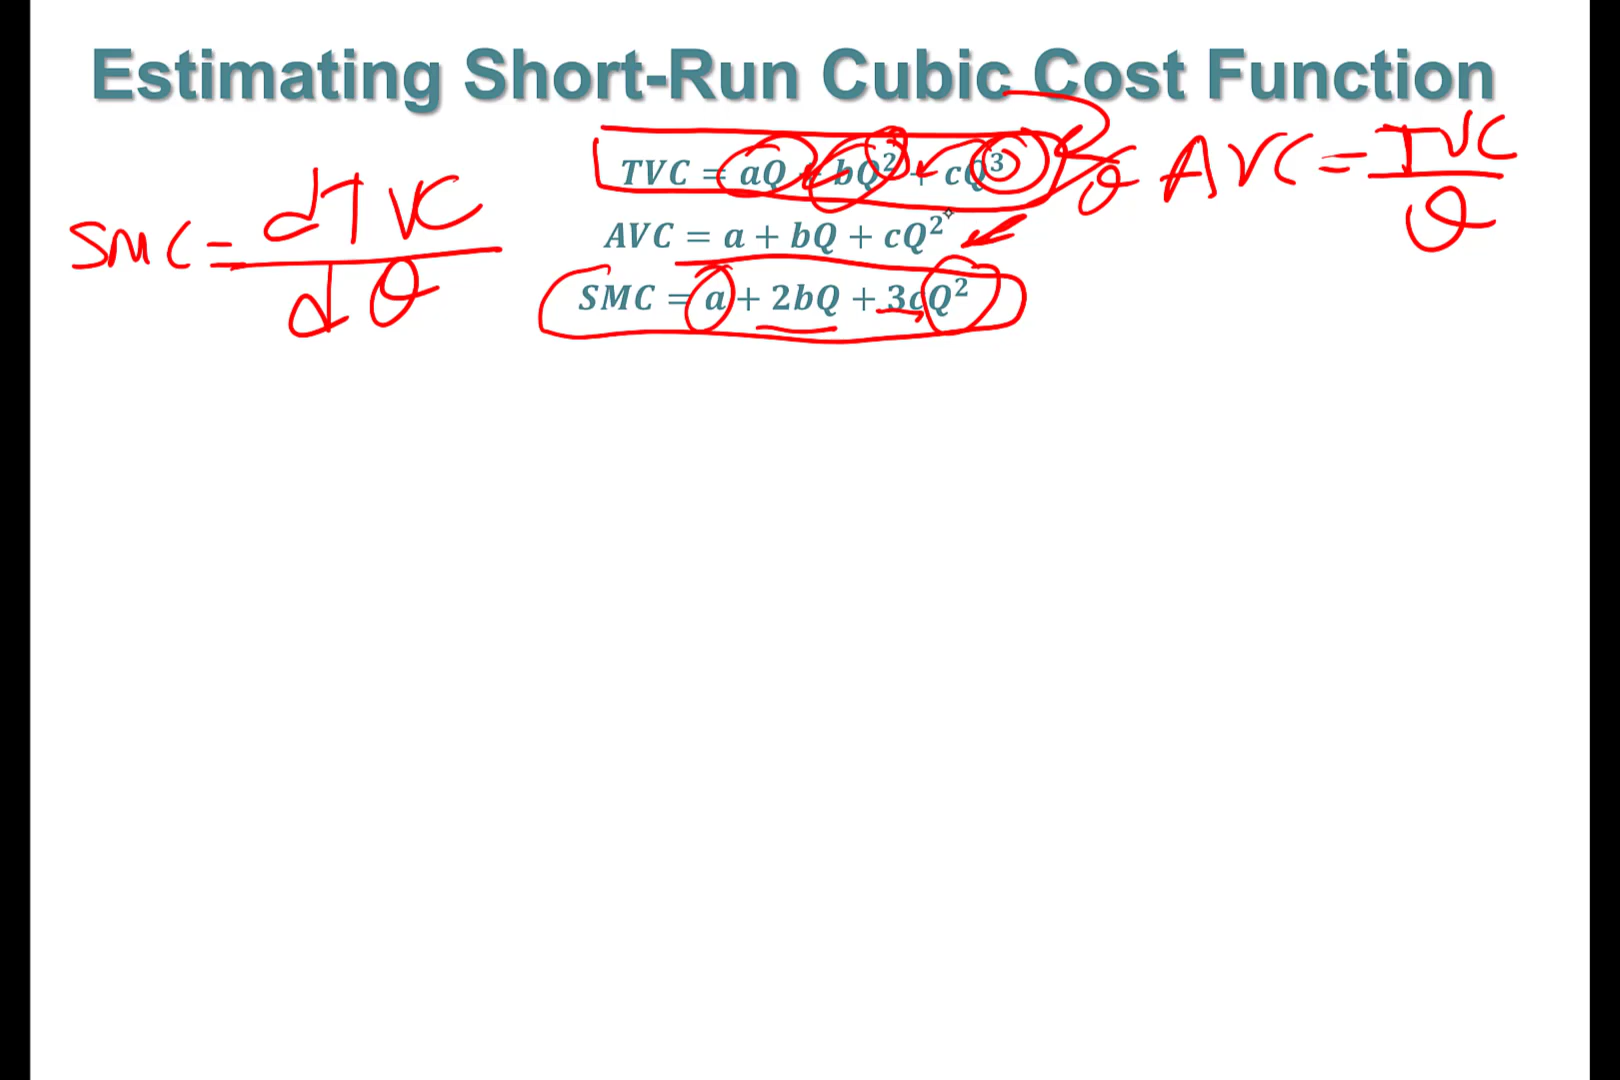 Estimating Short-Run Cubic Cost Function
TVC = aQ + bQ² + cQ³
AVC = a + bQ + cQ²
SMC = a + 2bQ + 3cQ²
SMC = dTVC
dQ
Q
AVC = TVC
Q